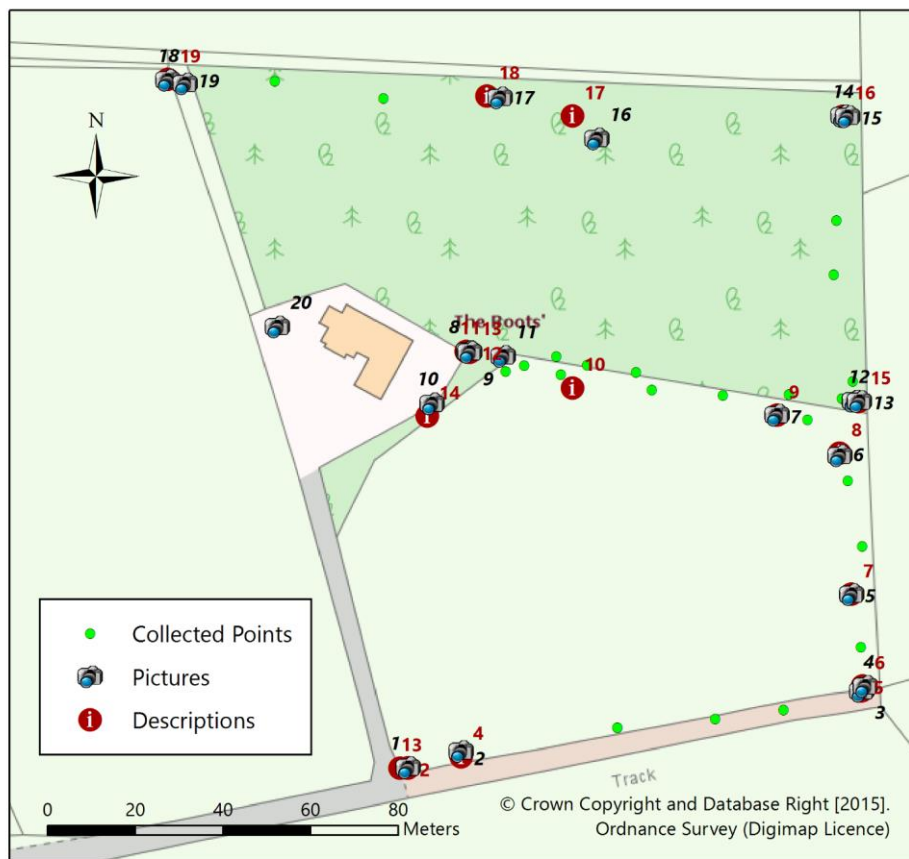 18 19
19
18
17
17
16
14 16
15
N
20
The Roots'
8 11 13
11
12
9
10
10
14
9
7
12 15
13
8
6
7
5
4 6
5
3
4
2
1 13
2
Track
Collected Points
Pictures
Descriptions
0 20 40 60 80
Meters
© Crown Copyright and Database Right [2015].
Ordnance Survey (Digimap Licence)